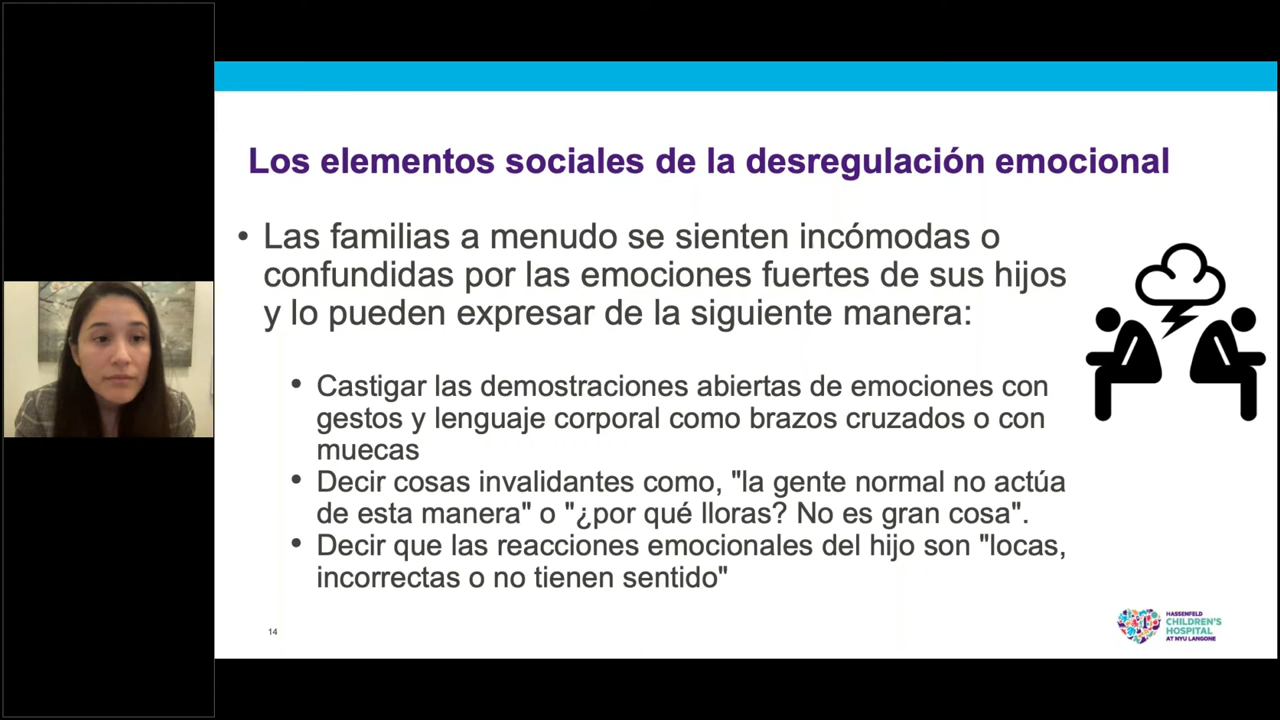 Los elementos sociales de la desregulación emocional
• Las familias a menudo se sienten incómodas o
confundidas por las emociones fuertes de sus hijos
y lo pueden expresar de la siguiente manera:
• Castigar las demostraciones abiertas de emociones con
gestos y lenguaje corporal como brazos cruzados o con
muecas
• Decir cosas invalidantes como, "la gente normal no actúa
de esta manera" o "¿por qué lloras? No es gran cosa".
• Decir que las reacciones emocionales del hijo son "locas,
incorrectas o no tienen sentido"
14
HASSENFELD
CHILDREN'S
HOSPITAL
AT NYU LANGONE